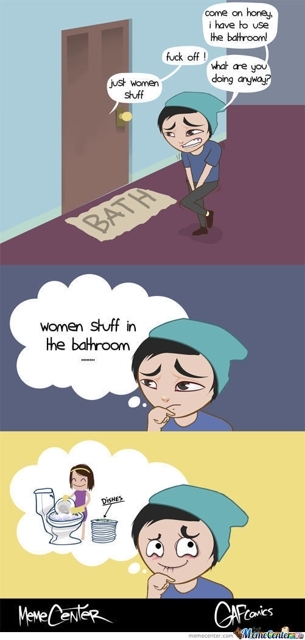 come on honey,
i have to use
the bathroom!
fuck off !
what are you
doing anyway?
just women
stuff
BATH
women stuff in
the bathroom
DISHES
MemeCenter
GAFcomics
memecenter.com
MemeCenter